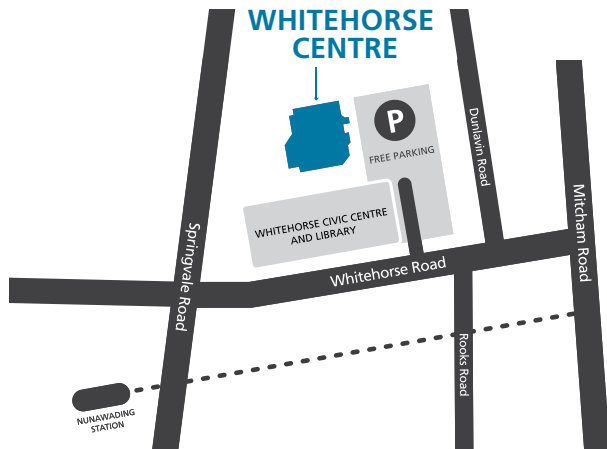 WHITEHORSE
CENTRE
P
FREE PARKING
Dunlavin Road
Mitcham Road
WHITEHORSE CIVIC CENTRE
AND LIBRARY
Springvale Road
Whitehorse Road
Rooks Road
NUNAWADING
STATION